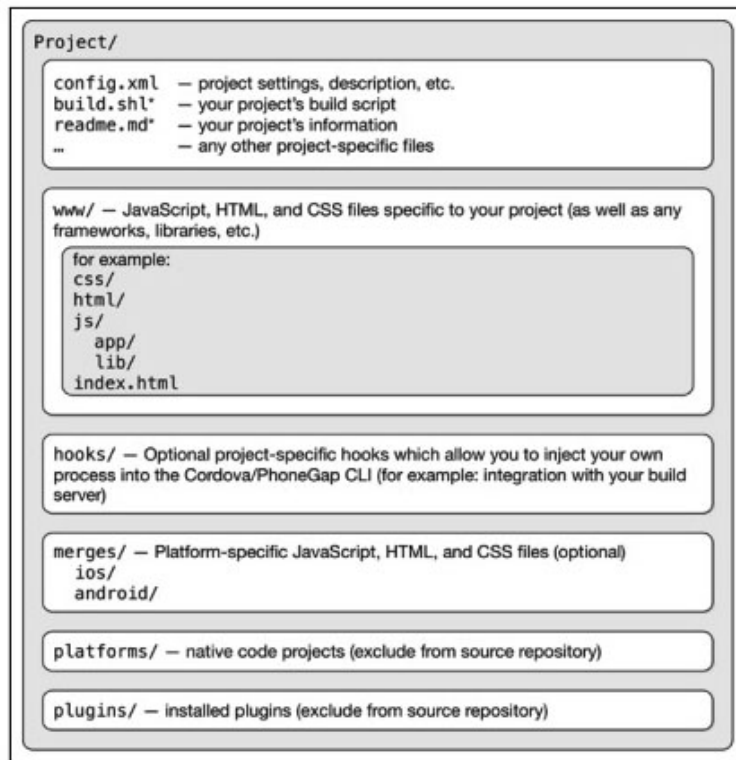 Project/
config.xml — project settings, description, etc.
build.shl* — your project's build script
readme.md* — your project's information
… — any other project-specific files
www/ — JavaScript, HTML, and CSS files specific to your project (as well as any
frameworks, libraries, etc.)
for example:
css/
html/
js/
app/
lib/
index.html
hooks/ — Optional project-specific hooks which allow you to inject your own
process into the Cordova/PhoneGap CLI (for example: integration with your build
server)
merges/ — Platform-specific JavaScript, HTML, and CSS files (optional)
ios/
android/
platforms/ — native code projects (exclude from source repository)
plugins/ — installed plugins (exclude from source repository)